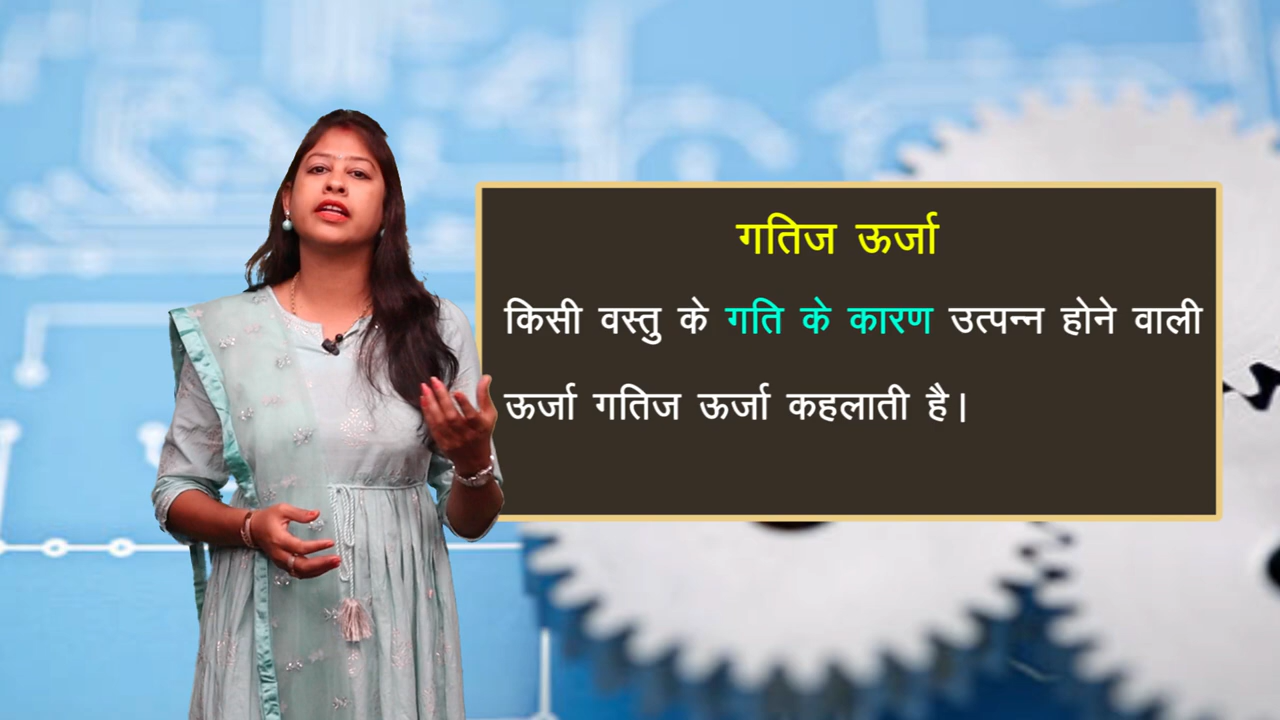 गतिज ऊर्जा
किसी वस्तु के गति के कारण उत्पन्न होने वाली
ऊर्जा गतिज ऊर्जा कहलाती है।